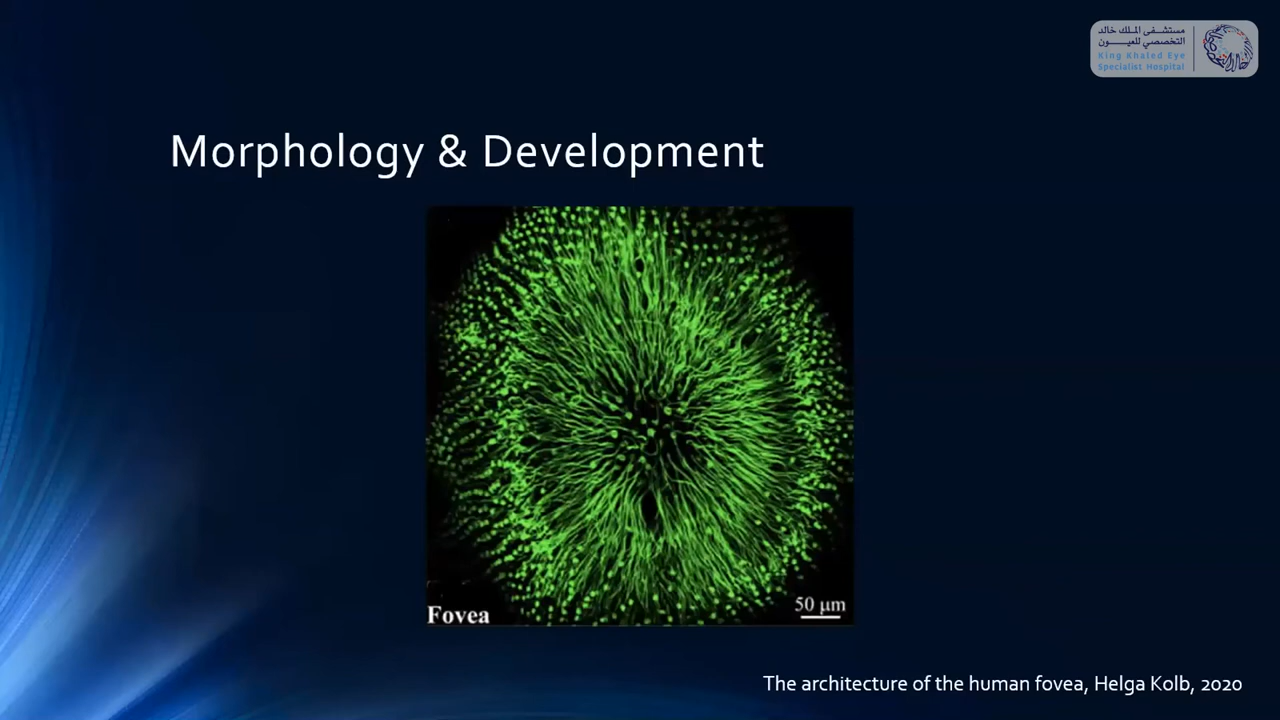 مستشفى الملك خالد
التخصصي للعيـــون
King Khaled Eye
Specialist Hospital
Morphology & Development
Fovea
50 µm
The architecture of the human fovea, Helga Kolb, 2020